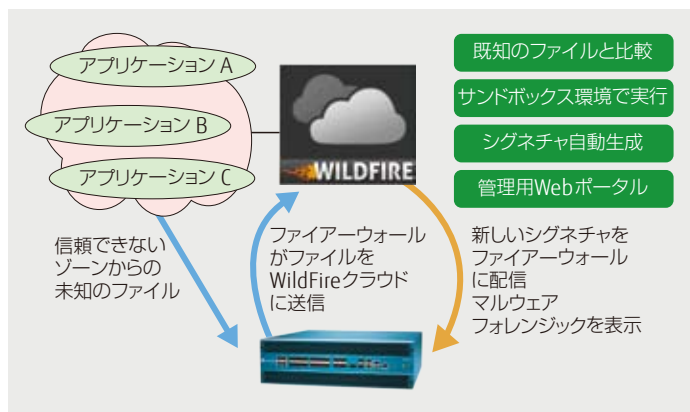 アプリケーション A
アプリケーション B
アプリケーション C
WILDFIRE
既知のファイルと比較
サンドボックス環境で実行
シグネチャ自動生成
管理用Webポータル
信頼できない
ゾーンからの
未知のファイル
ファイアーウォール
がファイルを
WildFireクラウド
に送信
新しいシグネチャを
ファイアーウォール
に配信
マルウェア
フォレンジックを表示